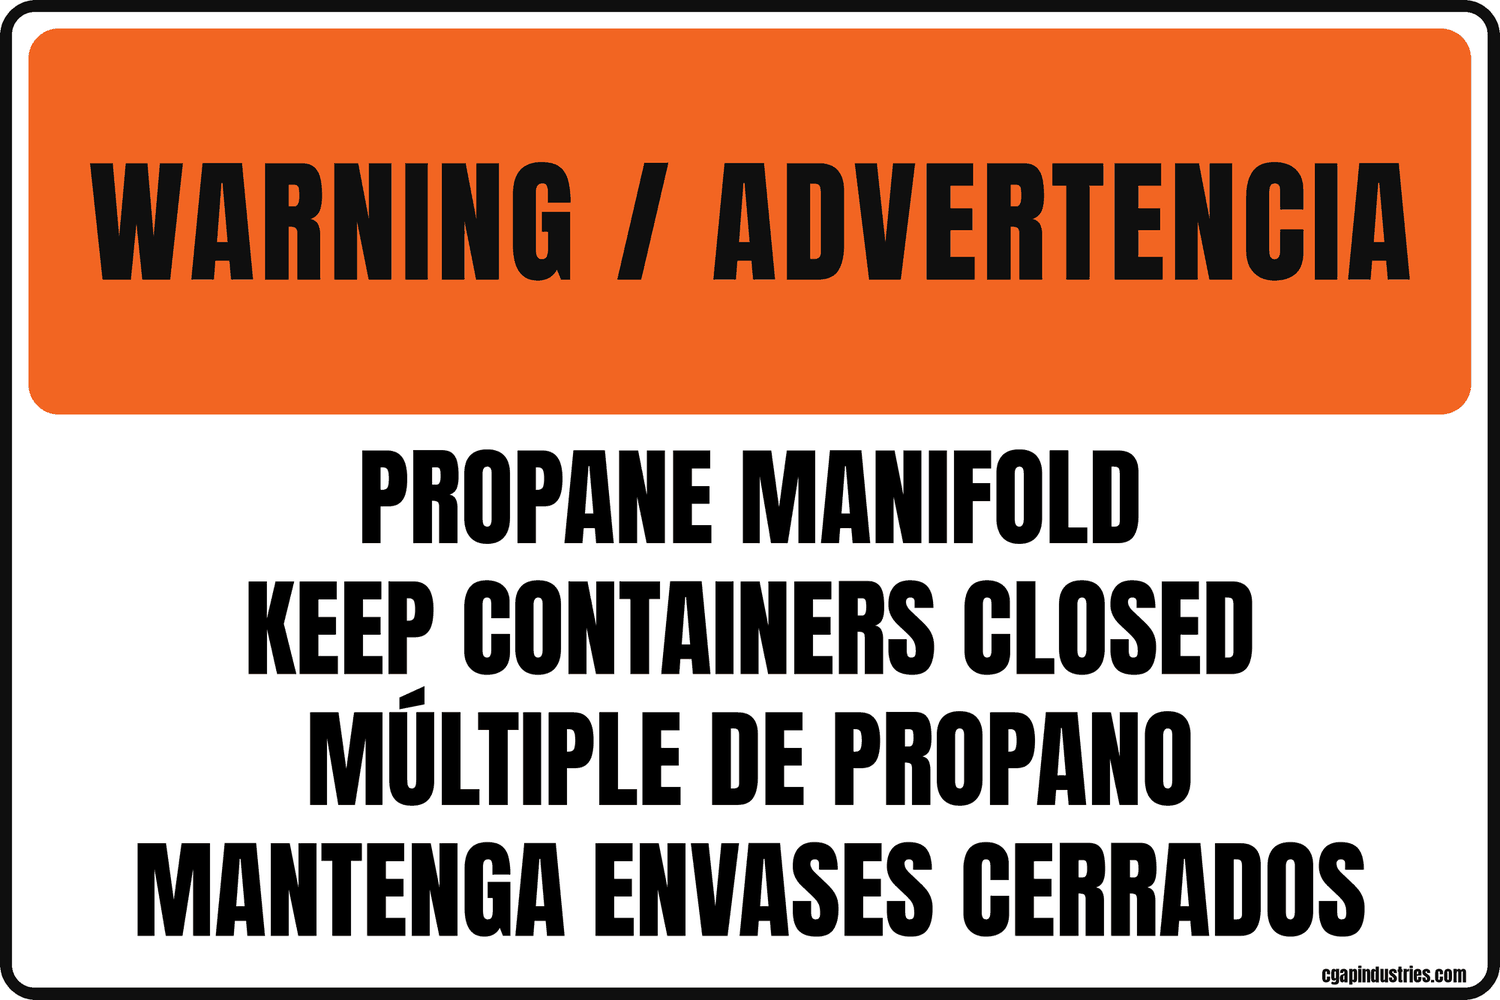 WARNING / ADVERTENCIA
PROPANE MANIFOLD
KEEP CONTAINERS CLOSED
MÚLTIPLE DE PROPANO
MANTENGA ENVASES CERRADOS
cgapindustries.com